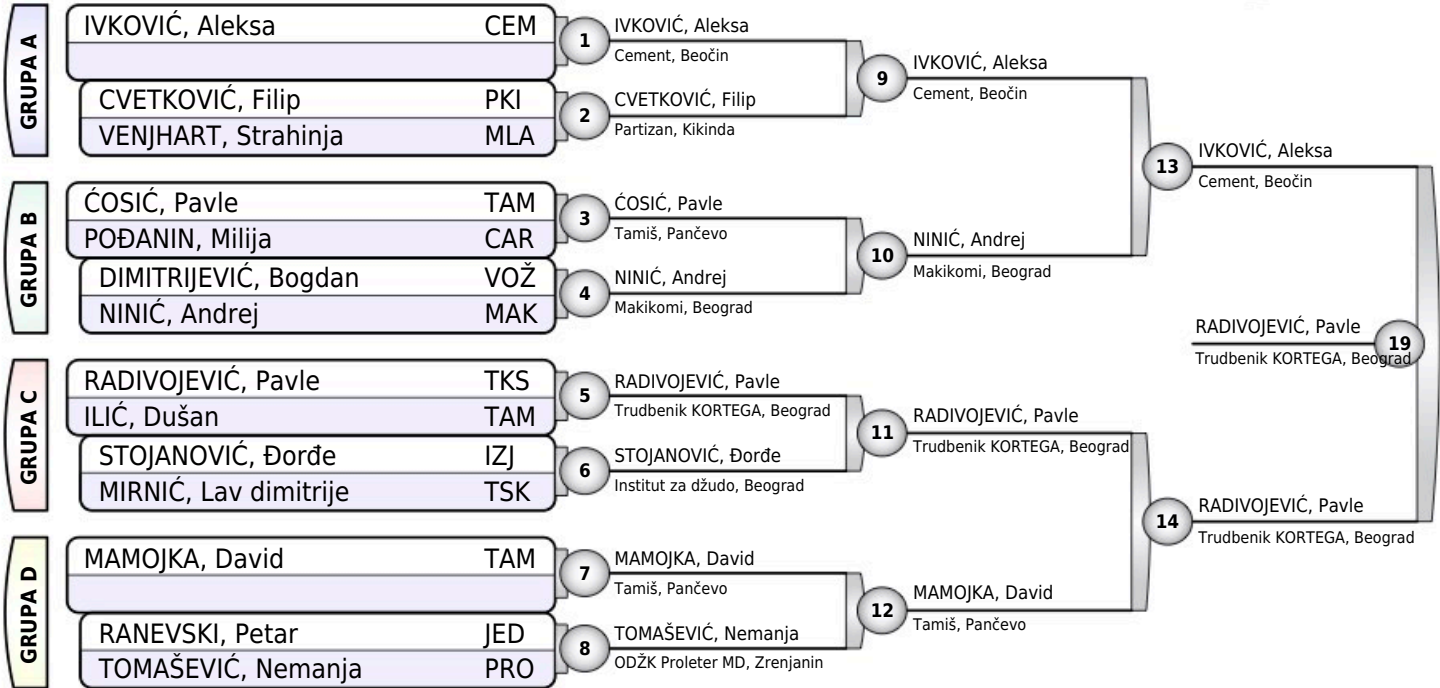 GRUPA A
IVKOVIĆ, Aleksa CEM
CVETKOVIĆ, Filip PKI
VENJHART, Strahinja MLA
GRUPA B
ĆOSIĆ, Pavle TAM
POĐANIN, Milija CAR
DIMITRIJEVIĆ, Bogdan VOŽ
NINIĆ, Andrej MAK
GRUPA C
RADIVOJEVIĆ, Pavle TKS
ILIĆ, Dušan TAM
STOJANOVIĆ, Đorđe IZJ
MIRNIĆ, Lav dimitrije TSK
GRUPA D
MAMOJKA, David TAM
RANEVSKI, Petar JED
TOMAŠEVIĆ, Nemanja PRO
1
IVKOVIĆ, Aleksa
Cement, Beočin
2
CVETKOVIĆ, Filip
Partizan, Kikinda
3
ĆOSIĆ, Pavle
Tamiš, Pančevo
4
NINIĆ, Andrej
Makikomi, Beograd
5
RADIVOJEVIĆ, Pavle
Trudbenik KORTEGA, Beograd
6
STOJANOVIĆ, Đorđe
Institut za džudo, Beograd
7
MAMOJKA, David
Tamiš, Pančevo
8
TOMAŠEVIĆ, Nemanja
ODŽK Proleter MD, Zrenjanin
9
IVKOVIĆ, Aleksa
Cement, Beočin
10
NINIĆ, Andrej
Makikomi, Beograd
11
RADIVOJEVIĆ, Pavle
Trudbenik KORTEGA, Beograd
12
MAMOJKA, David
Tamiš, Pančevo
13
IVKOVIĆ, Aleksa
Cement, Beočin
14
RADIVOJEVIĆ, Pavle
Trudbenik KORTEGA, Beograd
RADIVOJEVIĆ, Pavle
19
Trudbenik KORTEGA, Beograd